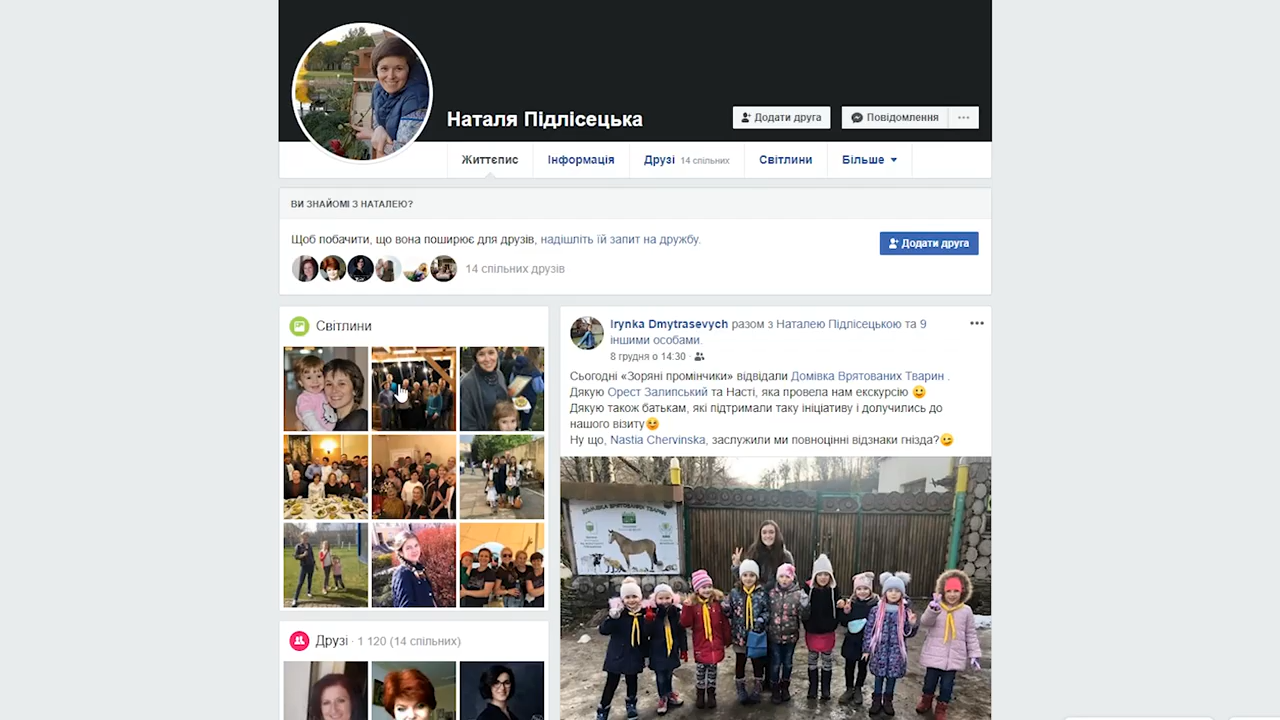 Наталя Підлісецька
Додати друга
Повідомлення
Життєпис
Інформація
Друзі 14 спільних
Світлини
Більше
ВИ ЗНАЙОМІ З НАТАЛЕЮ?
Щоб побачити, що вона поширює для друзів, надішліть їй запит на дружбу.
Додати друга
14 спільних друзів
Світлини
Друзі · 1 120 (14 спільних)
Irynka Dmytrasevych разом з Наталею Підлісецькою та 9
іншими особами.
8 грудня о 14:30 ·
Сьогодні «Зоряні промінчики» відвідали Домівка Врятованих Тварин .
Дякую Орест Залипський та Насті, яка провела нам екскурсію 😃
Дякую також батькам, які підтримали таку ініціативу і долучились до
нашого візиту😊
Ну що, Nastia Chervinska, заслужили ми повноцінні відзнаки гнізда?😉
ДОМІВКА ВРЯТОВАНИХ ТВАРИН